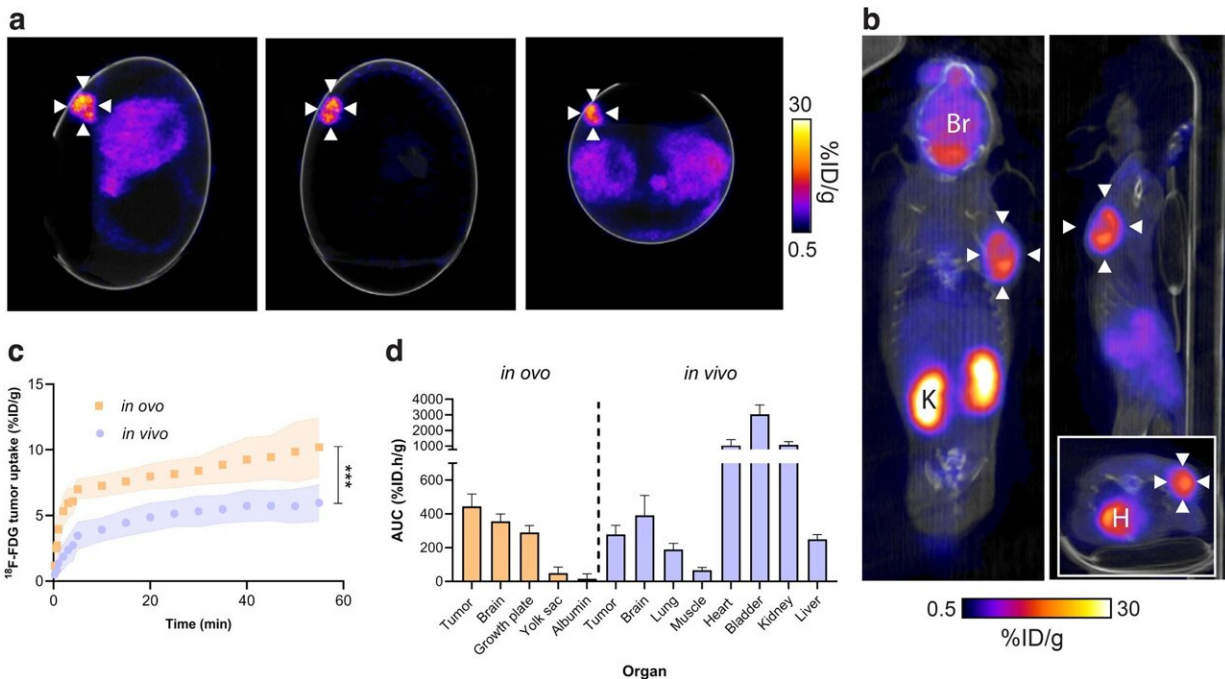 a
30
%ID/g
0.5
b
Br
K
H
0.5
30
%ID/g
c
15
10
5
0
0
20
40
60
in ovo
in vivo
***
¹⁸F-FDG tumor uptake (%ID/g)
Time (min)
d
in ovo
in vivo
4000
3000
2000
1000
600
400
200
0
AUC (%ID.h/g)
Tumor
Brain
Growth plate
Yolk sac
Albumin
Tumor
Brain
Lung
Muscle
Heart
Bladder
Kidney
Liver
Organ